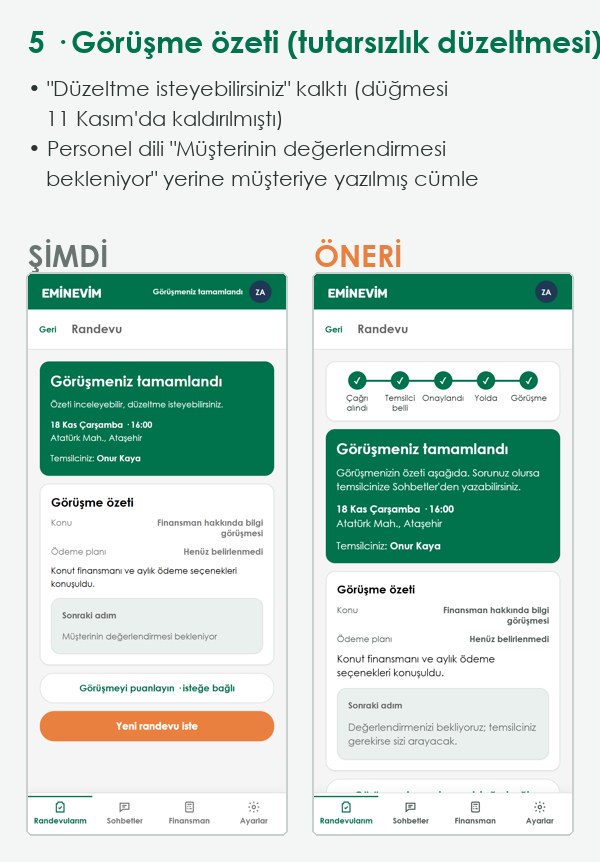 5 · Görüşme özeti (tutarsızlık düzeltmesi)
• "Düzeltme isteyebilirsiniz" kalktı (düğmesi
11 Kasım'da kaldırılmıştı)
• Personel dili "Müşterinin değerlendirmesi
bekleniyor" yerine müşteriye yazılmış cümle
ŞİMDİ
EMİNEVİM
Görüşmeniz tamamlandı
ZA
Geri
Randevu
Görüşmeniz tamamlandı
Özeti inceleyebilir, düzeltme isteyebilirsiniz.
18 Kas Çarşamba · 16:00
Atatürk Mah., Ataşehir
Temsilciniz: Onur Kaya
Görüşme özeti
Konu
Finansman hakkında bilgi
görüşmesi
Ödeme planı
Henüz belirlenmedi
Konut finansmanı ve aylık ödeme seçenekleri
konuşuldu.
Sonraki adım
Müşterinin değerlendirmesi bekleniyor
Görüşmeyi puanlayın · isteğe bağlı
Yeni randevu iste
Randevularım
Sohbetler
Finansman
Ayarlar
ÖNERİ
EMİNEVİM
ZA
Geri
Randevu
Çağrı
alındı
Temsilci
belli
Onaylandı
Yolda
Görüşme
Görüşmeniz tamamlandı
Görüşmenizin özeti aşağıda. Sorunuz olursa
temsilcinize Sohbetler'den yazabilirsiniz.
18 Kas Çarşamba · 16:00
Atatürk Mah., Ataşehir
Temsilciniz: Onur Kaya
Görüşme özeti
Konu
Finansman hakkında bilgi
görüşmesi
Ödeme planı
Henüz belirlenmedi
Konut finansmanı ve aylık ödeme
seçenekleri konuşuldu.
Sonraki adım
Değerlendirmenizi bekliyoruz; temsilciniz
gerekirse sizi arayacak.
Randevularım
Sohbetler
Finansman
Ayarlar